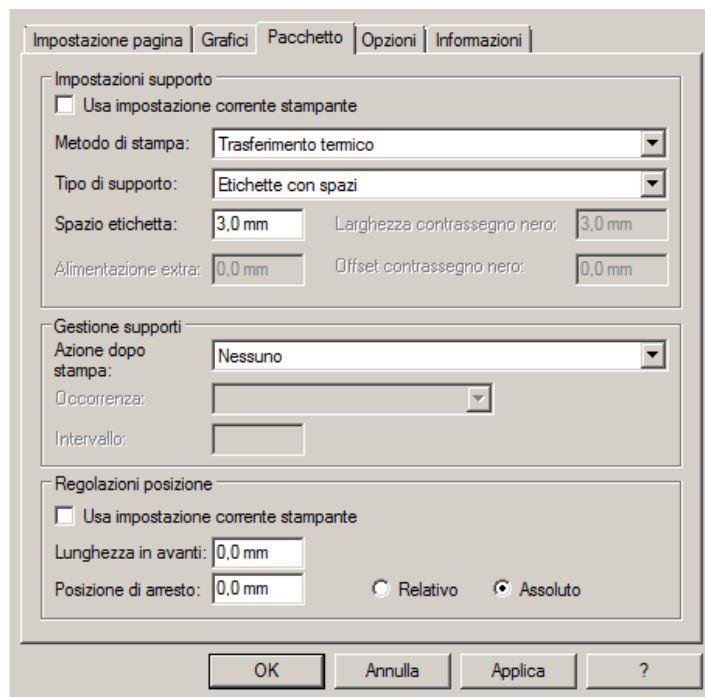 Impostazione pagina Grafici Pacchetto Opzioni Informazioni
Impostazioni supporto
Usa impostazione corrente stampante
Metodo di stampa: Trasferimento termico
Tipo di supporto: Etichette con spazi
Spazio etichetta: 3,0 mm Larghezza contrassegno nero: 3,0 mm
Alimentazione extra: 0,0 mm Offset contrassegno nero: 0,0 mm
Gestione supporti
Azione dopo
stampa: Nessuno
Occorrenza:
Intervallo:
Regolazioni posizione
Usa impostazione corrente stampante
Lunghezza in avanti: 0,0 mm
Posizione di arresto: 0,0 mm Relativo Assoluto
OK Annulla Applica ?